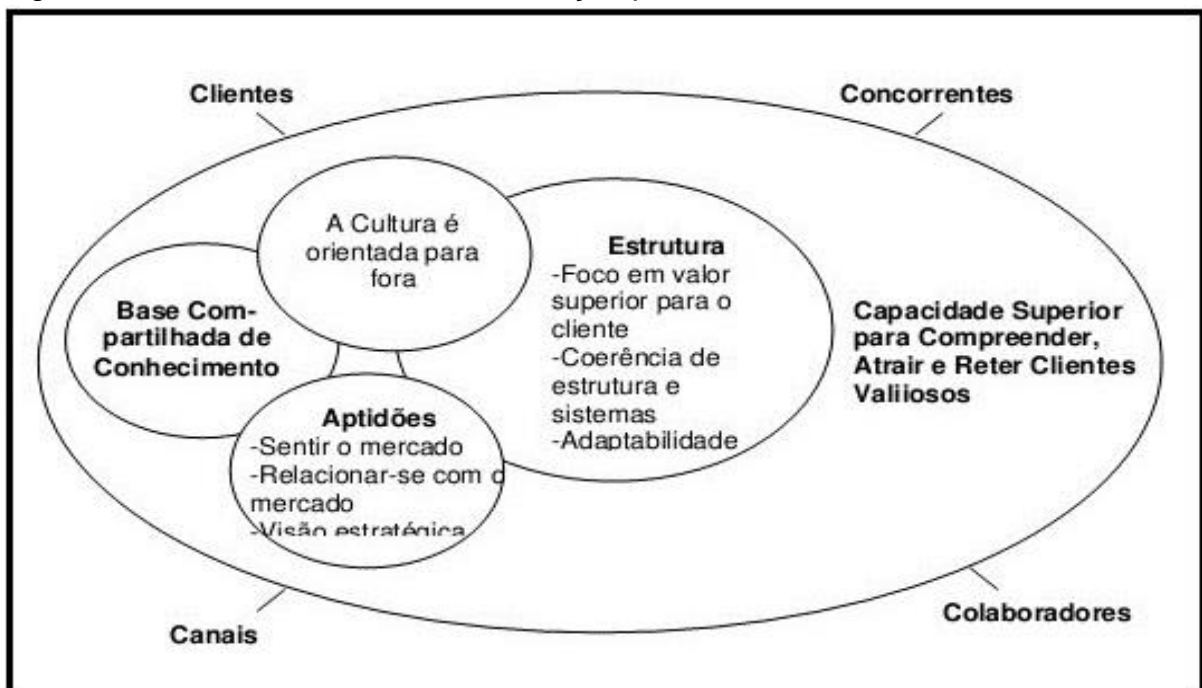 Clientes
Concorrentes
A Cultura é
orientada para
fora
Base Com-
partilhada de
Conhecimento
Estrutura
-Foco em valor
superior para o
cliente
-Coerência de
estrutura e
sistemas
-Adaptabilidade
Capacidade Superior
para Compreender,
Atrair e Reter Clientes
Valiiosos
Aptidões
-Sentir o mercado
-Relacionar-se com o
mercado
-Visão estratégica
Canais
Colaboradores